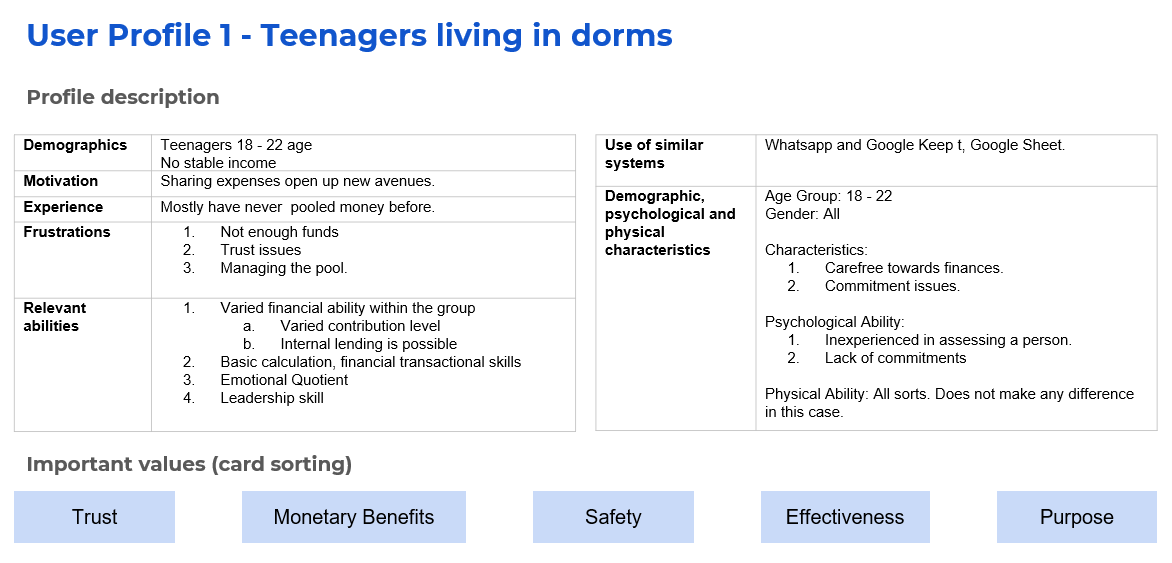 User Profile 1 - Teenagers living in dorms
Profile description
Demographics
Teenagers 18 - 22 age
No stable income
Motivation
Sharing expenses open up new avenues.
Experience
Mostly have never  pooled money before.
Frustrations
1. Not enough funds
2. Trust issues
3. Managing the pool.
Relevant
abilities
1. Varied financial ability within the group
a. Varied contribution level
b. Internal lending is possible
2. Basic calculation, financial transactional skills
3. Emotional Quotient
4. Leadership skill
Use of similar
systems
Whatsapp and Google Keep t, Google Sheet.
Demographic,
psychological and
physical
characteristics
Age Group: 18 - 22
Gender: All
Characteristics:
1. Carefree towards finances.
2. Commitment issues.
Psychological Ability:
1. Inexperienced in assessing a person.
2. Lack of commitments
Physical Ability: All sorts. Does not make any difference
in this case.
Important values (card sorting)
Trust
Monetary Benefits
Safety
Effectiveness
Purpose